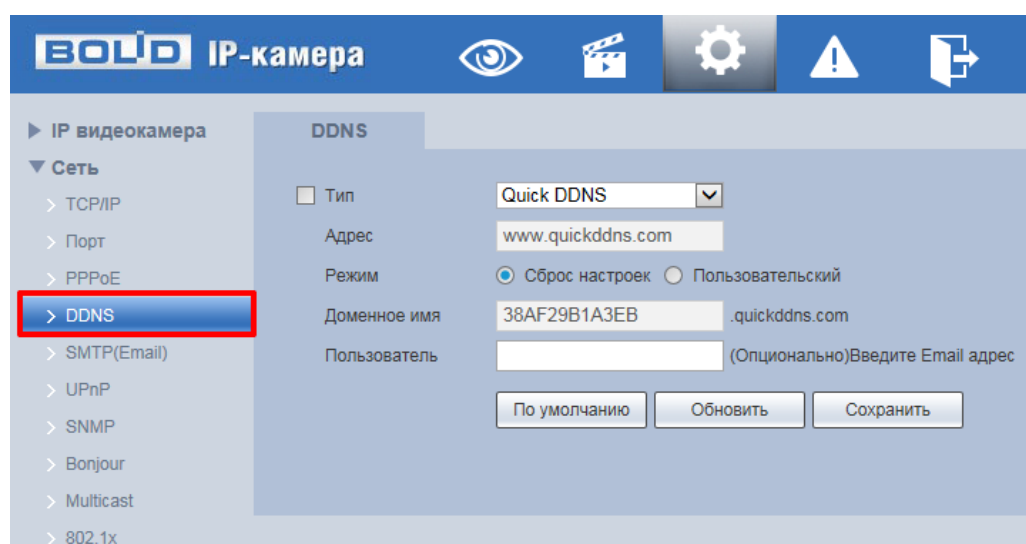 BOLID IP-камера
IP видеокамера
Сеть
TCP/IP
Порт
PPPoE
DDNS
SMTP(Email)
UPnP
SNMP
Bonjour
Multicast
802.1x
DDNS
Тип Quick DDNS
Адрес www.quickddns.com
Режим Сброс настроек Пользовательский
Доменное имя 38AF29B1A3EB .quickddns.com
Пользователь (Опционально)Введите Email адрес
По умолчанию Обновить Сохранить